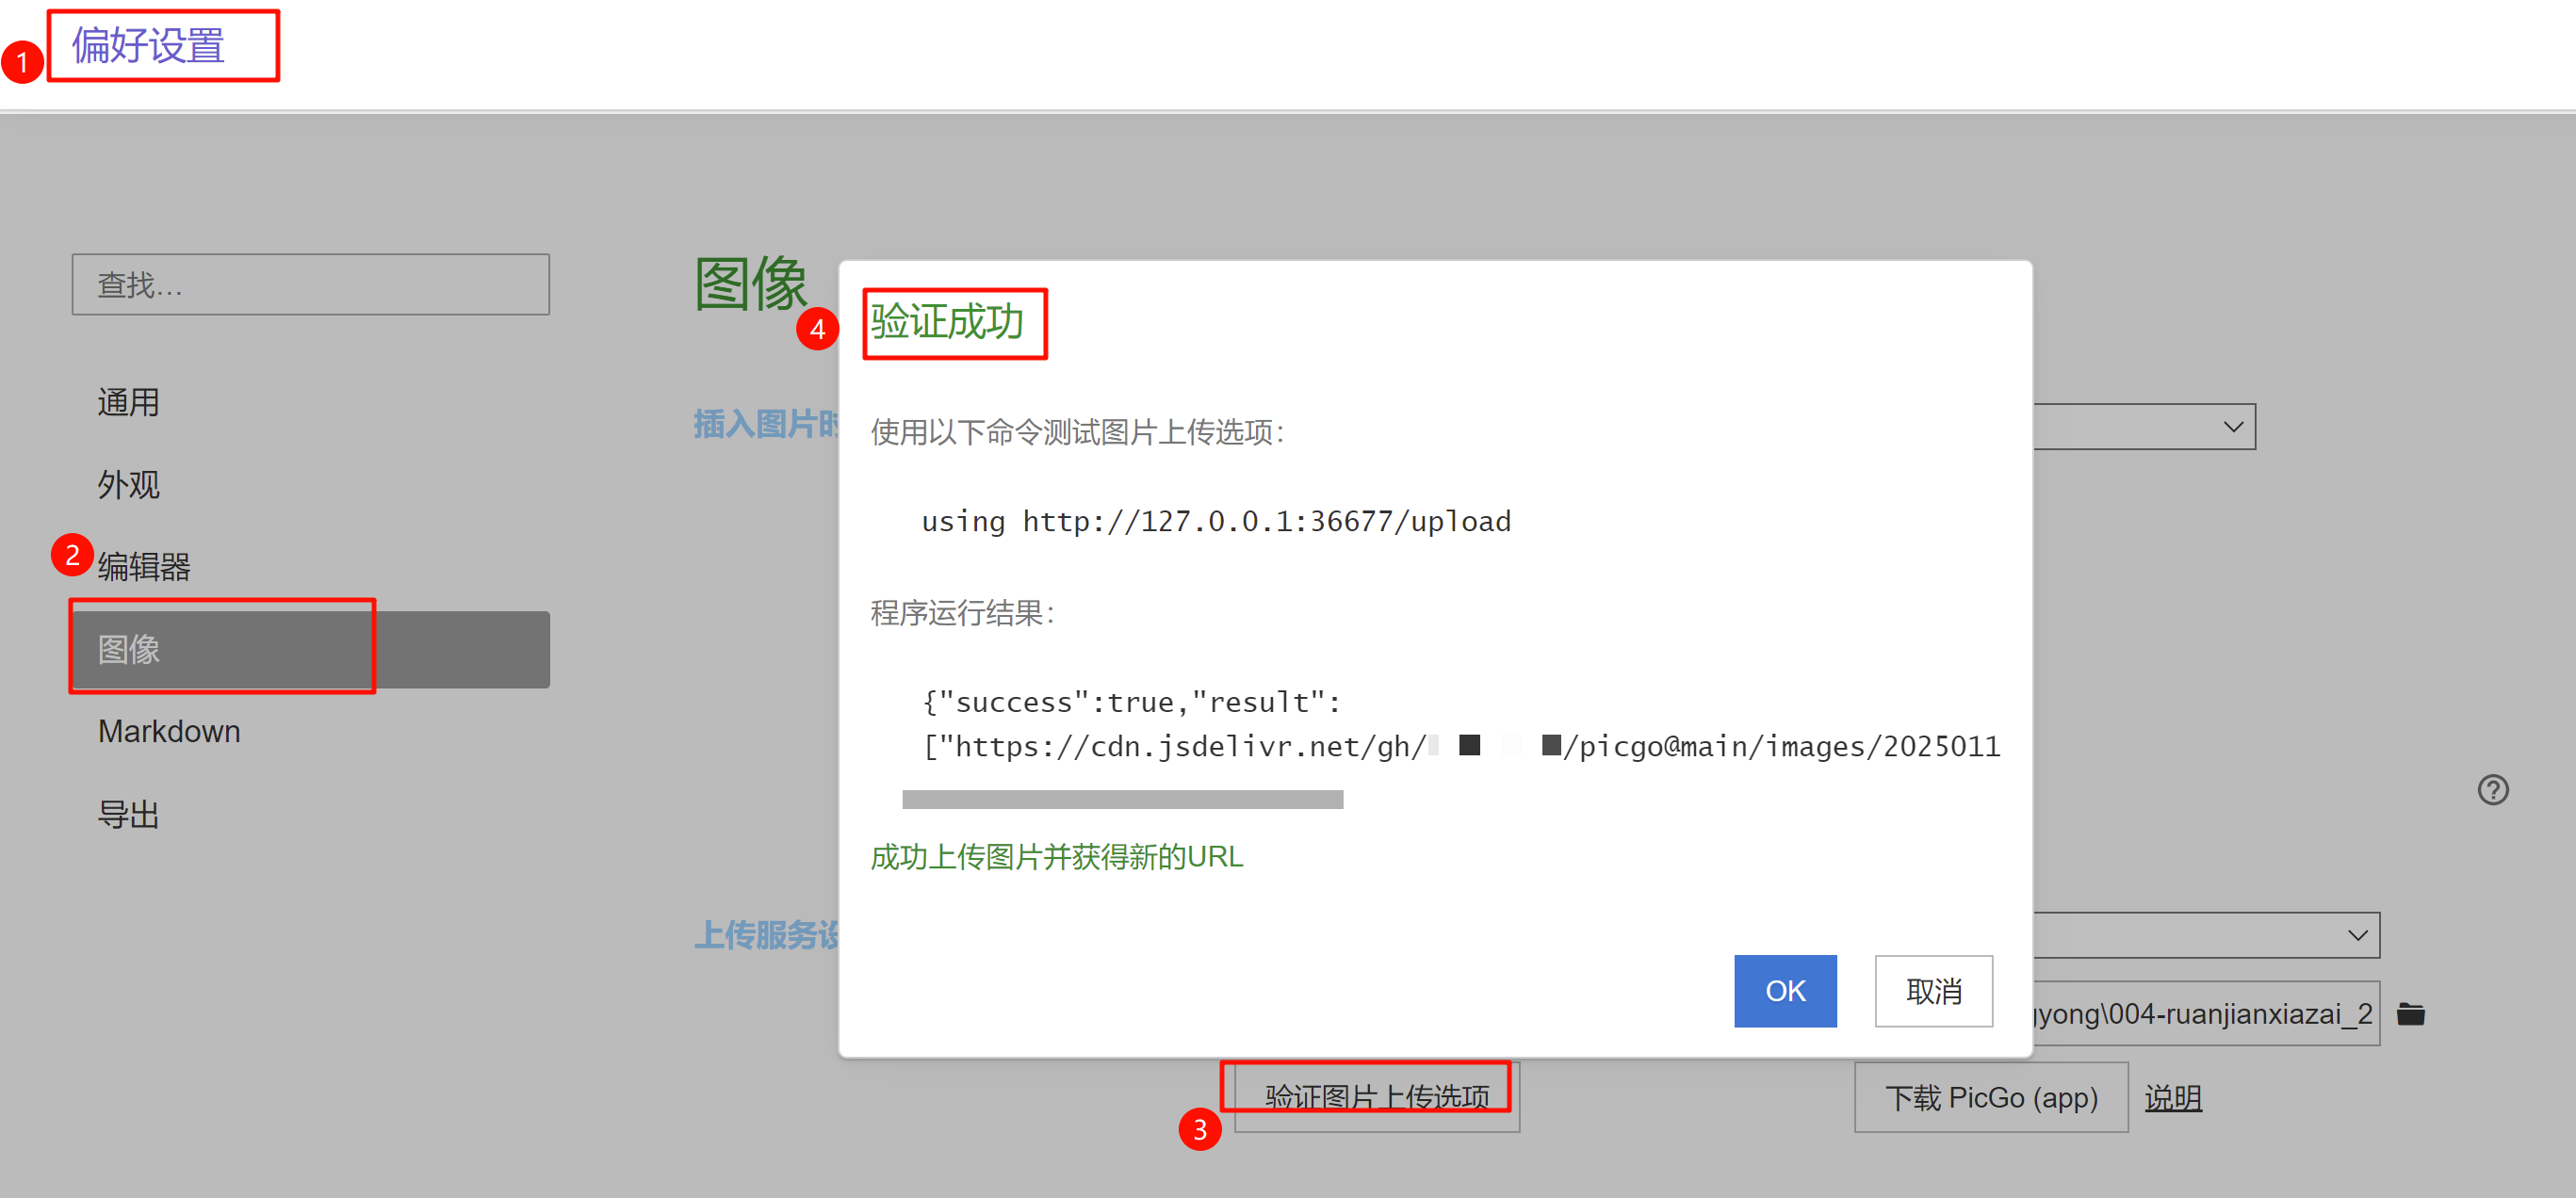 1 偏好设置
查找…
通用
外观
2 编辑器
图像
Markdown
导出
图像
插入图片
4 验证成功
使用以下命令测试图片上传选项：
using http://127.0.0.1:36677/upload
程序运行结果：
{"success":true,"result":
["https://cdn.jsdelivr.net/gh/ /picgo@main/images/2025011
成功上传图片并获得新的URL
OK
取消
上传服务
yong\004-ruanjianxiazai_2
3 验证图片上传选项
下载 PicGo (app)
说明